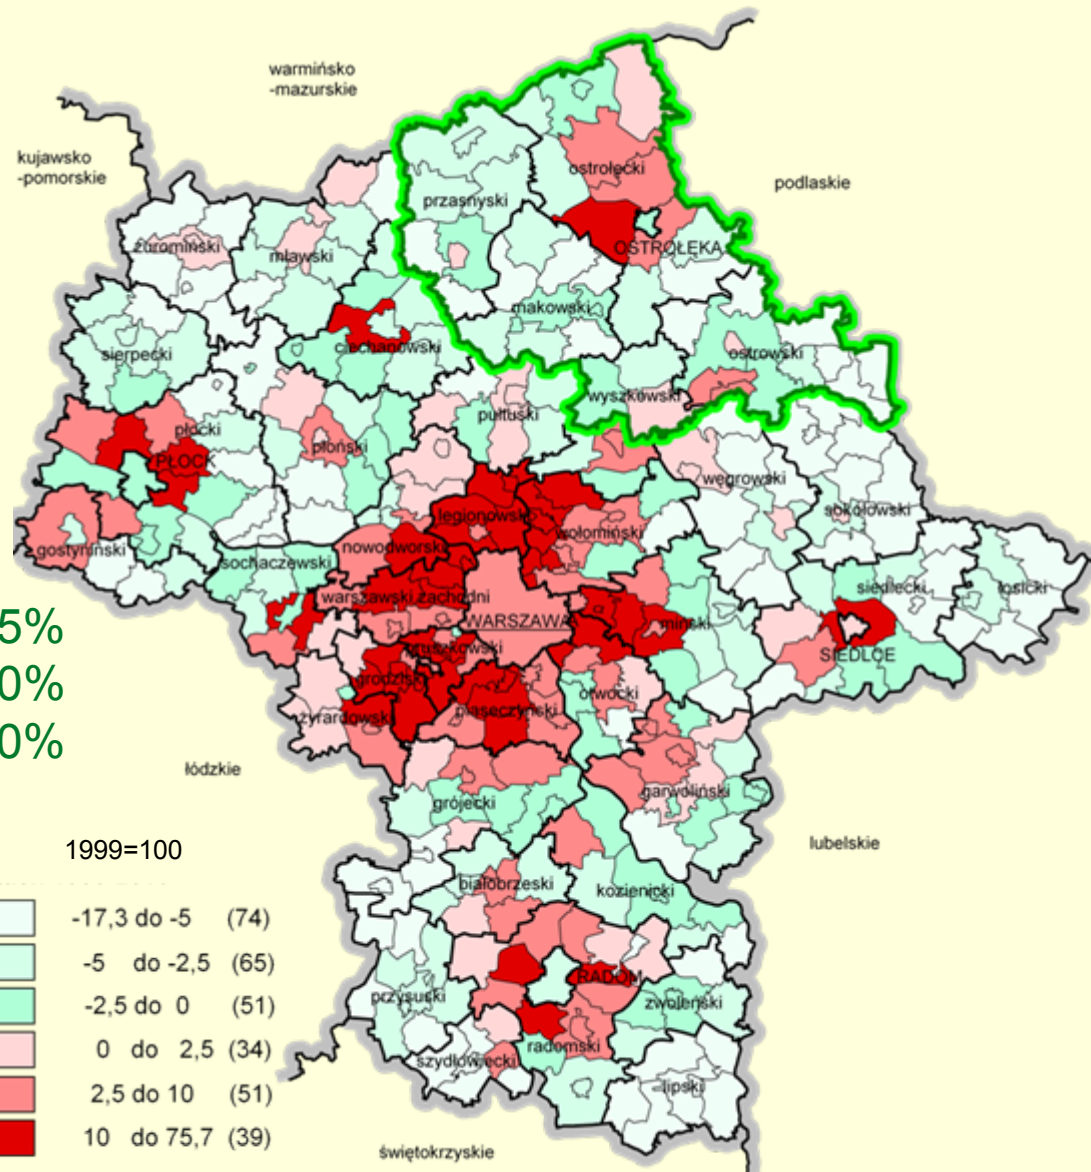 warmińsko
-mazurskie
kujawsko
-pomorskie
podlaskie
ostrołęcki
przasnyski
OSTROŁĘKA
żuromiński
mławski
makowski
ciechanowski
sierpecki
ostrowski
wyszkowski
pułtuski
płocki
płoński
PŁOCK
węgrowski
sokołowski
legionowski
wołomiński
nowodworski
gostyniński
sochaczewski
siedlecki
łosicki
warszawski zachodni
WARSZAWA
miński
5%
pruszkowski
SIEDLCE
0%
grodziski
otwocki
żyrardowski
piaseczyński
0%
łódzkie
garwoliński
grójecki
lubelskie
1999=100
białobrzeski
kozienicki
-17,3 do -5 (74)
-5 do -2,5 (65)
RADOM
przysuski
zwoleński
-2,5 do 0 (51)
0 do 2,5 (34)
radomski
szydłowiecki
lipski
2,5 do 10 (51)
10 do 75,7 (39)
świętokrzyskie